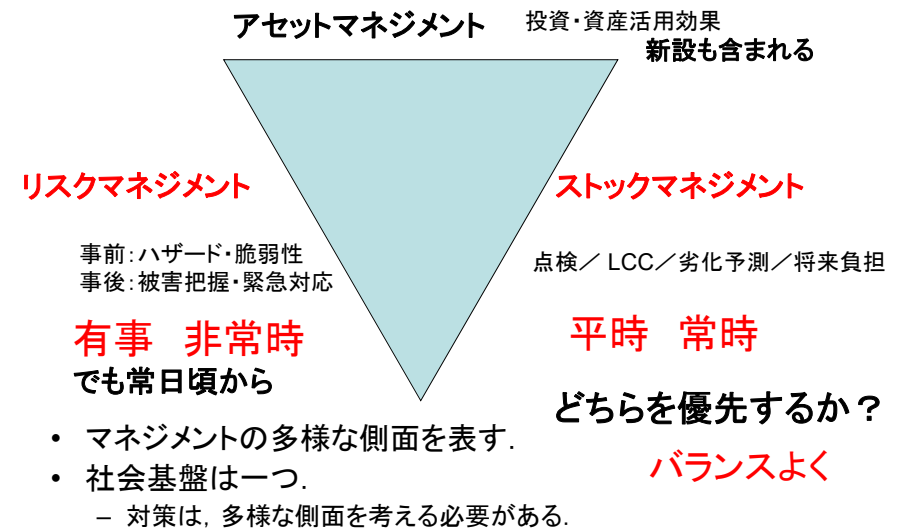 アセットマネジメント
投資・資産活用効果
新設も含まれる
リスクマネジメント
ストックマネジメント
事前：ハザード・脆弱性
事後：被害把握・緊急対応
点検／LCC／劣化予測／将来負担
有事　非常時
でも常日頃から
平時　常時
どちらを優先するか？
バランスよく
• マネジメントの多様な側面を表す.
• 社会基盤は一つ.
– 対策は, 多様な側面を考える必要がある.